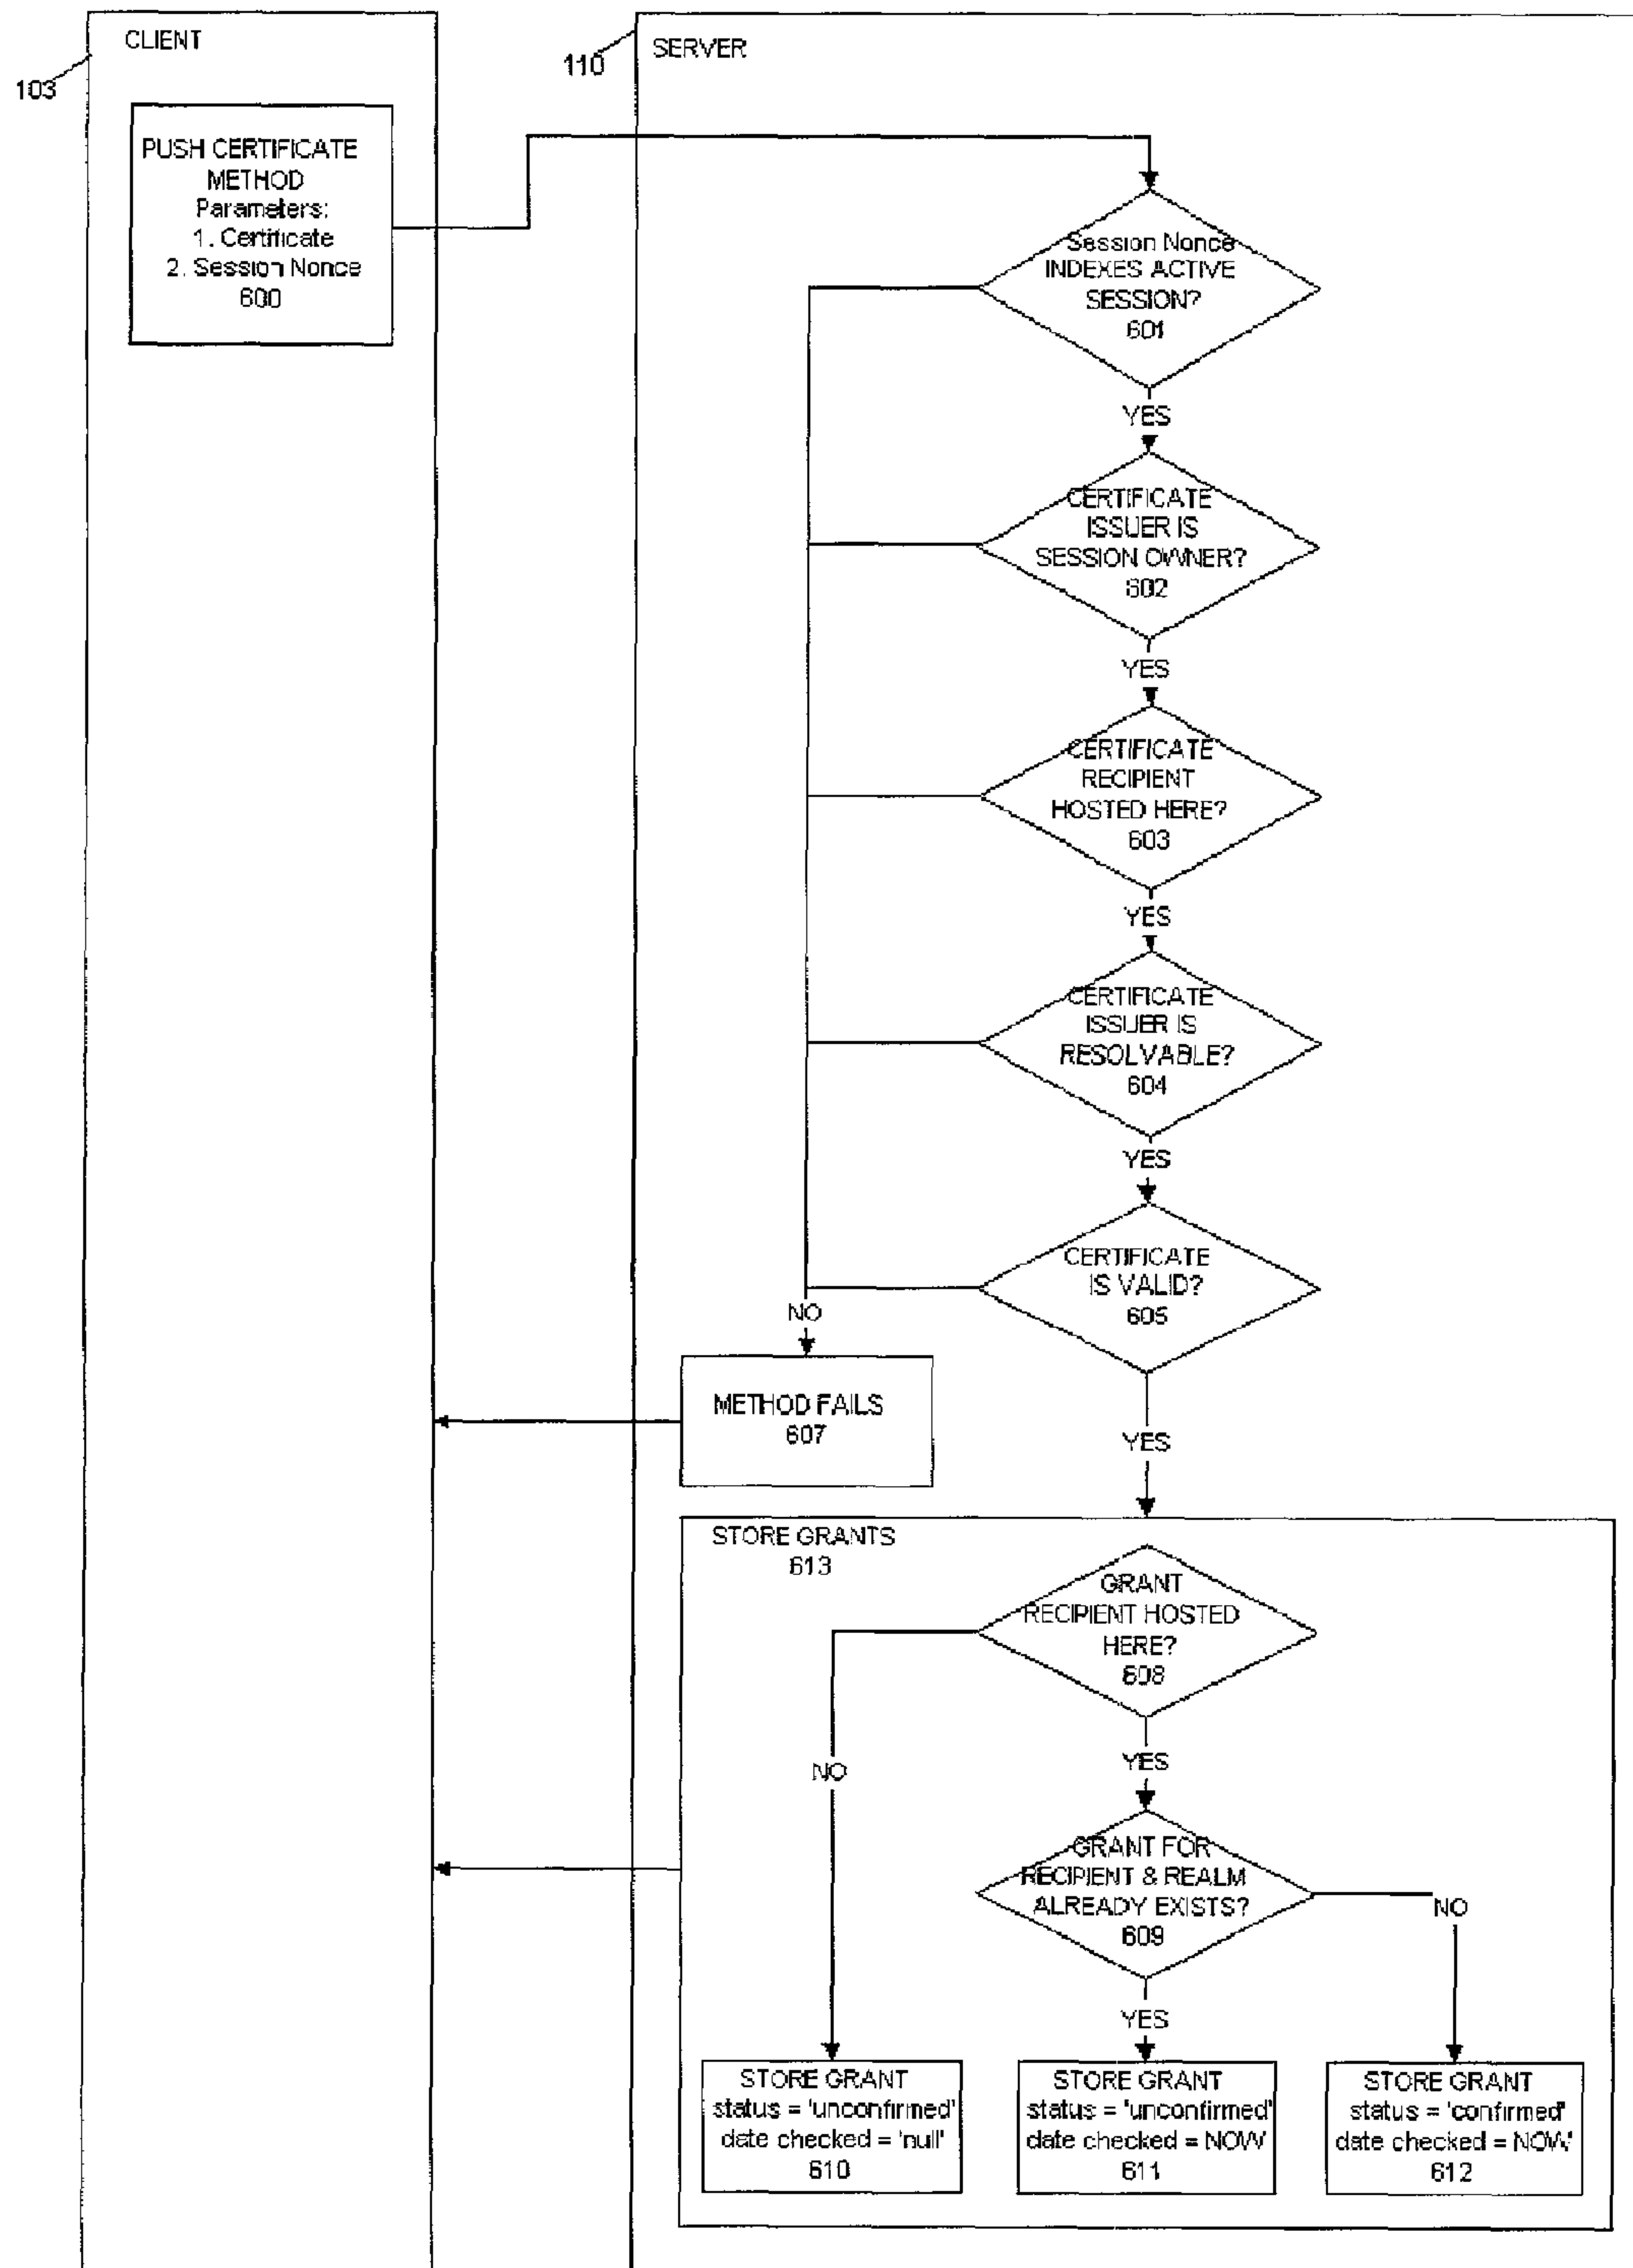 CLIENT
103
110
SERVER
PUSH CERTIFICATE
METHOD
Parameters:
1. Certificate
2. Session Nonce
600
Session Nonce
INDEXES ACTIVE
SESSION?
601
YES
CERTIFICATE
ISSUER IS
SESSION OWNER?
602
YES
CERTIFICATE
RECIPIENT
HOSTED HERE?
603
YES
CERTIFICATE
ISSUER IS
RESOLVABLE?
604
YES
CERTIFICATE
IS VALID?
605
NO
METHOD FAILS
607
YES
STORE GRANTS
613
GRANT
RECIPIENT HOSTED
HERE?
608
NO
YES
GRANT FOR
RECIPIENT & REALM
ALREADY EXISTS?
609
NO
YES
STORE GRANT
status = 'unconfirmed'
date checked = 'null'
610
STORE GRANT
status = 'unconfirmed'
date checked = NOW'
611
STORE GRANT
status = 'confirmed'
date checked = NOW'
612